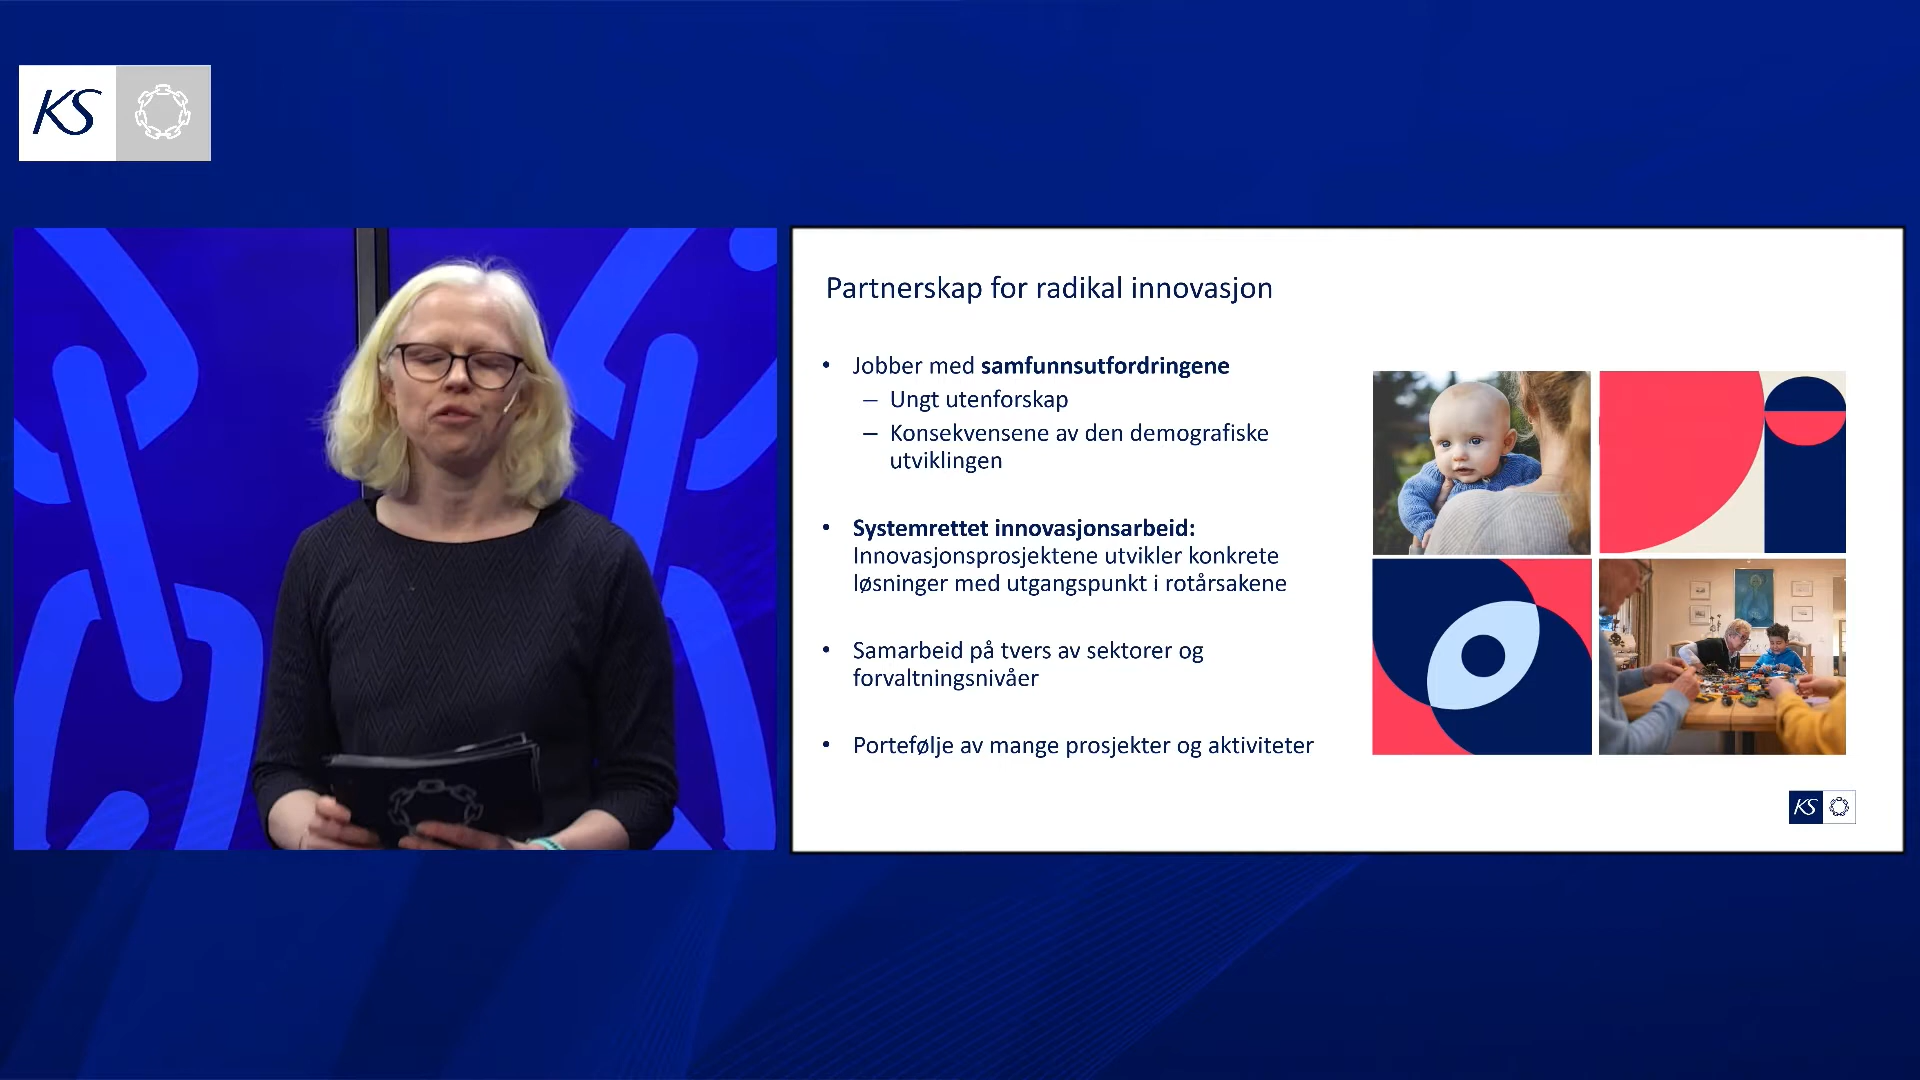 KS
Partnerskap for radikal innovasjon
• Jobber med samfunnsutfordringene
– Ungt utenforskap
– Konsekvensene av den demografiske
utviklingen
• Systemrettet innovasjonsarbeid:
Innovasjonsprosjektene utvikler konkrete
løsninger med utgangspunkt i rotårsakene
• Samarbeid på tvers av sektorer og
forvaltningsnivåer
• Portefølje av mange prosjekter og aktiviteter
KS